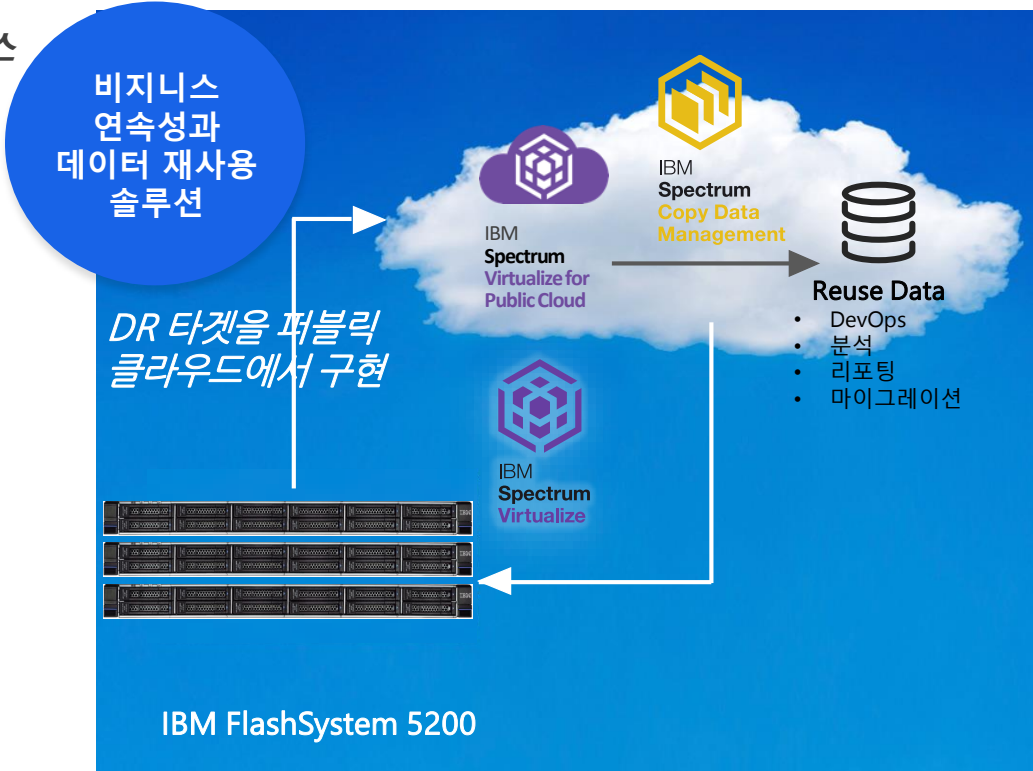 스
비지니스
연속성과
데이터 재사용
솔루션
IBM
Spectrum
Copy Data
Management
IBM
Spectrum
Virtualize for
Public Cloud
Reuse Data
• DevOps
• 분석
• 리포팅
• 마이그레이션
DR 타겟을 퍼블릭
클라우드에서 구현
IBM
Spectrum
Virtualize
IBM FlashSystem 5200